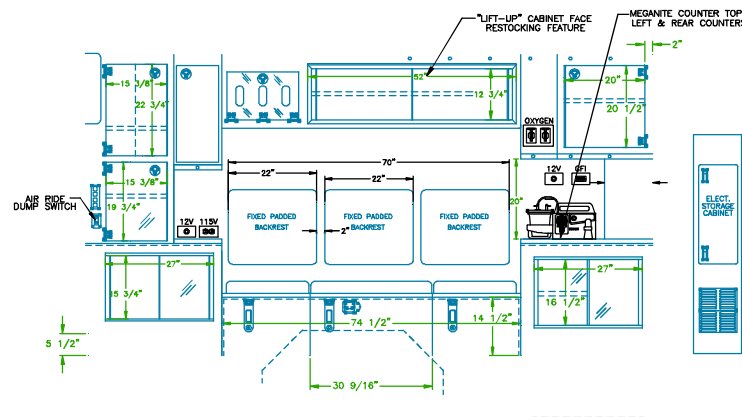 "LIFT-UP" CABINET FACE
RESTOCKING FEATURE
MEGANITE COUNTER TOP
LEFT & REAR COUNTERS
2"
15 3/8"
22 3/4"
52"
12 3/4"
20"
20 1/2"
OXYGEN
70"
22"
22"
15 3/8"
19 3/4"
12V GFI
20"
AIR RIDE
DUMP SWITCH
12V 115V
FIXED PADDED
BACKREST
FIXED PADDED
BACKREST
FIXED PADDED
BACKREST
2"
ELECT.
STORAGE
CABINET
27"
15 3/4"
27"
16 1/2"
74 1/2"
14 1/2"
5 1/2"
30 9/16"